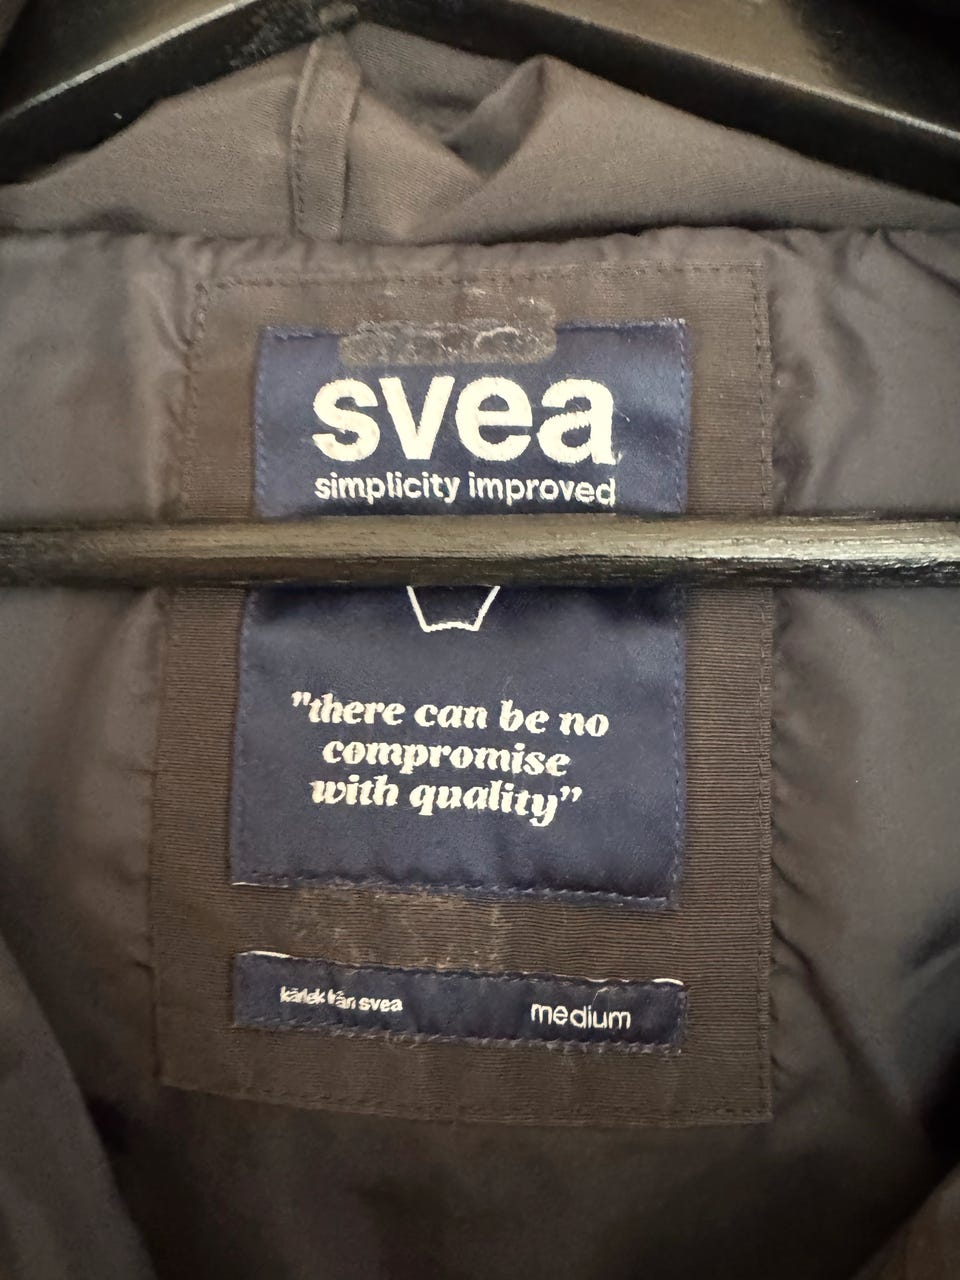 svea
simplicity improved
"there can be no
compromise
with quality”
kärlek från svea
medium